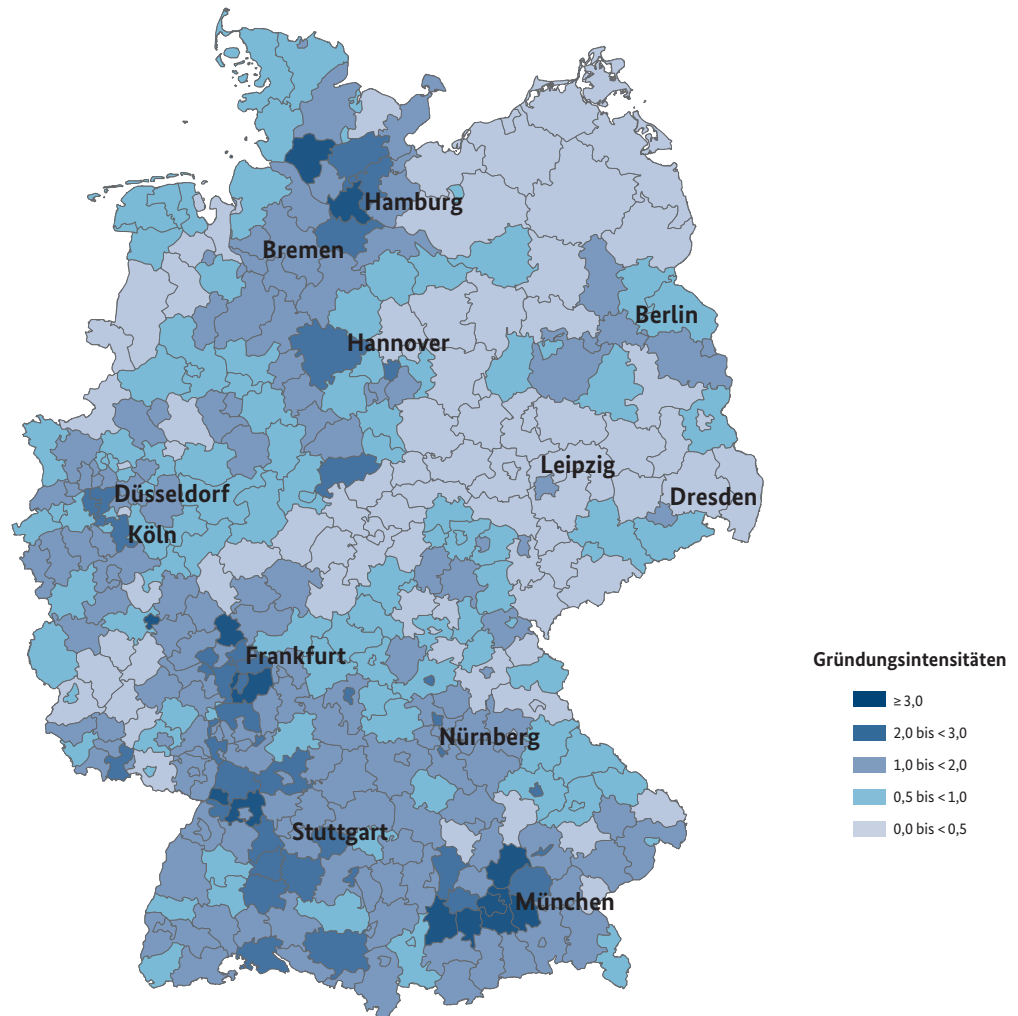 Hamburg
Bremen
Berlin
Hannover
Leipzig
Düsseldorf
Dresden
Köln
Frankfurt
Gründungsintensitäten
≥ 3,0
2,0 bis < 3,0
Nürnberg
1,0 bis < 2,0
0,5 bis < 1,0
0,0 bis < 0,5
Stuttgart
München